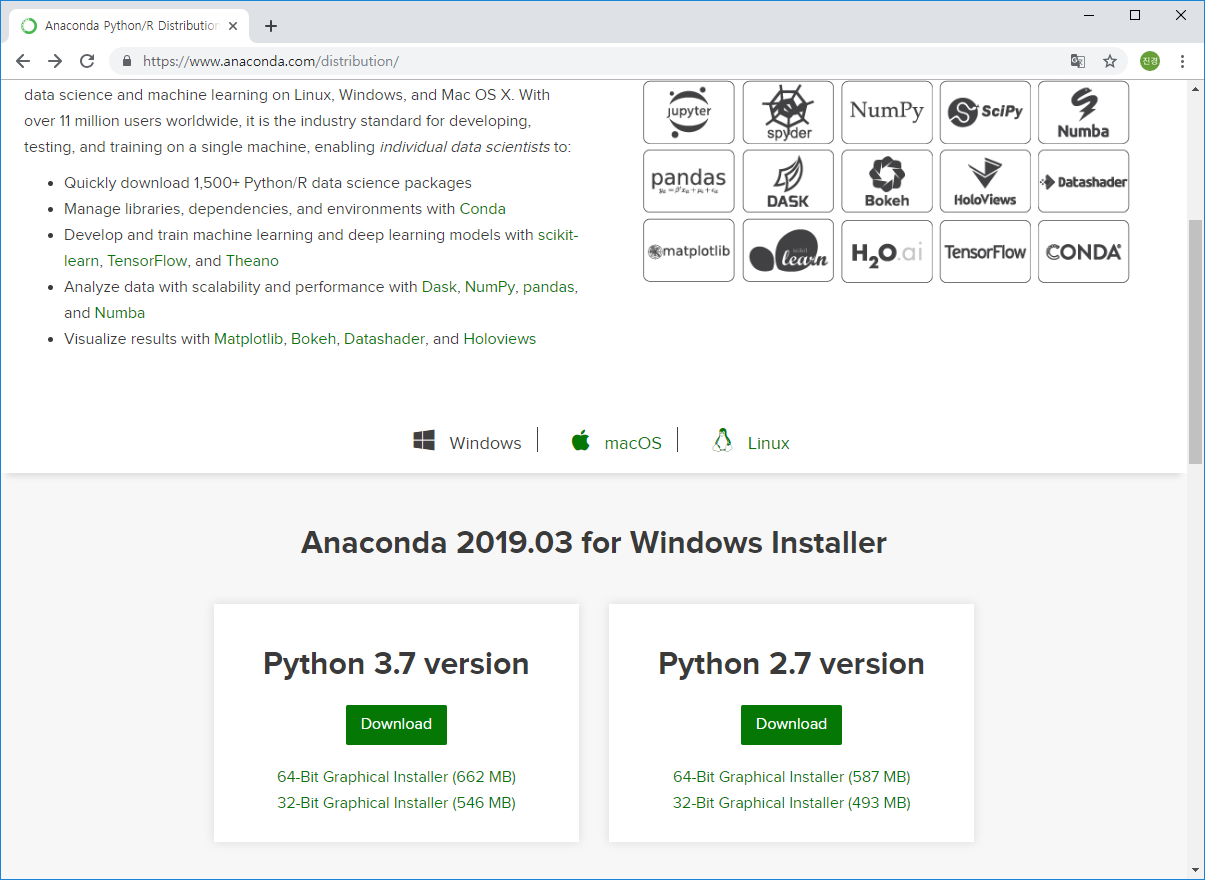 Anaconda Python/R Distribution
https://www.anaconda.com/distribution/
진경
data science and machine learning on Linux, Windows, and Mac OS X. With
over 11 million users worldwide, it is the industry standard for developing,
testing, and training on a single machine, enabling individual data scientists to:
• Quickly download 1,500+ Python/R data science packages
• Manage libraries, dependencies, and environments with Conda
• Develop and train machine learning and deep learning models with scikit-
learn, TensorFlow, and Theano
• Analyze data with scalability and performance with Dask, NumPy, pandas,
and Numba
• Visualize results with Matplotlib, Bokeh, Datashader, and Holoviews
jupyter
spyder
NumPy
SciPy
Numba
pandas
DASK
Bokeh
HoloViews
Datashader
matplotlib
scikit
learn
H2O.ai
TensorFlow
CONDA
Windows
macOS
Linux
Anaconda 2019.03 for Windows Installer
Python 3.7 version
Download
64-Bit Graphical Installer (662 MB)
32-Bit Graphical Installer (546 MB)
Python 2.7 version
Download
64-Bit Graphical Installer (587 MB)
32-Bit Graphical Installer (493 MB)